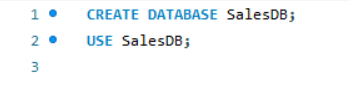 1 CREATE DATABASE SalesDB;
2 USE SalesDB;
3